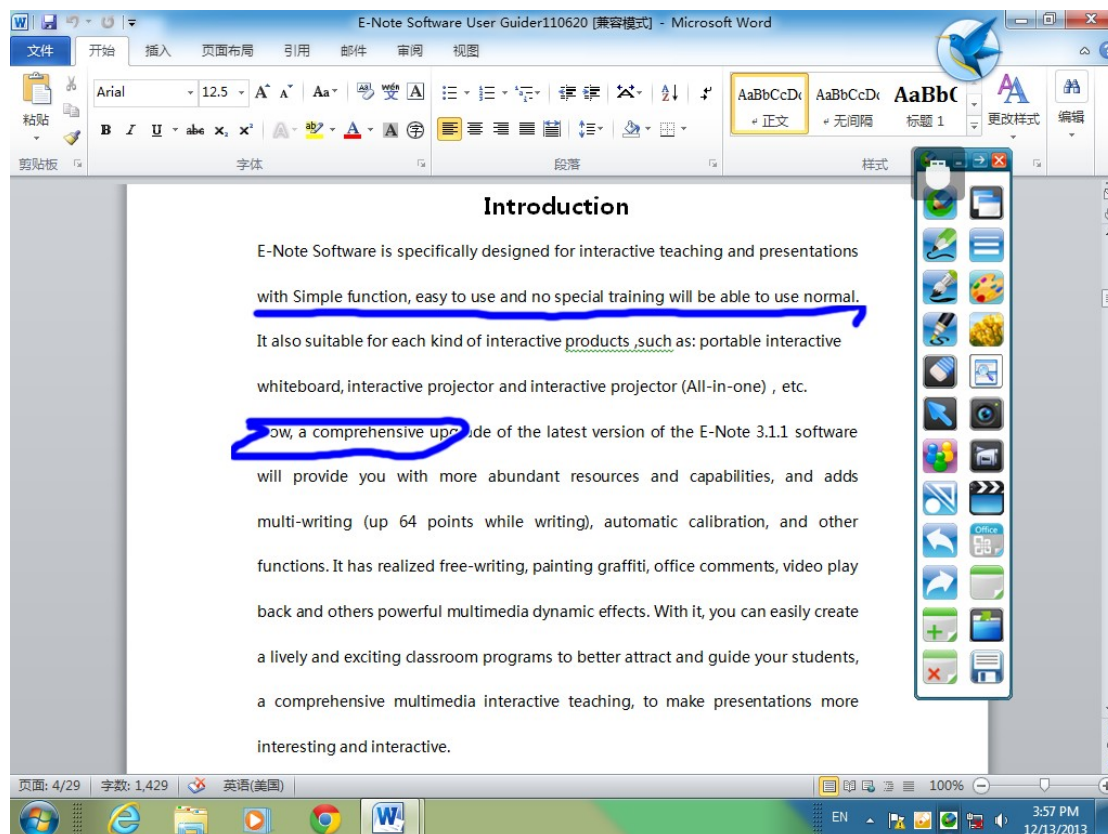 E-Note Software User Guider110620 [兼容模式] - Microsoft Word
文件 开始 插入 页面布局 引用 邮件 审阅 视图
Arial 12.5 A A Aa wén A
粘贴 B I U abc x₂ x² A ab A A 字
AaBbCcDc AaBbCcDc AaBbC A
正文 无间隔 标题 1 更改样式 编辑
剪贴板 字体 段落 样式
Introduction
E-Note Software is specifically designed for interactive teaching and presentations
with Simple function, easy to use and no special training will be able to use normal.
It also suitable for each kind of interactive products ,such as: portable interactive
whiteboard, interactive projector and interactive projector (All-in-one) , etc.
a comprehensive of the latest version of the E-Note 3.1.1 software
will provide you with more abundant resources and capabilities, and adds
multi-writing (up 64 points while writing), automatic calibration, and other
functions. It has realized free-writing, painting graffiti, office comments, video play
back and others powerful multimedia dynamic effects. With it, you can easily create
a lively and exciting classroom programs to better attract and guide your students,
a comprehensive multimedia interactive teaching, to make presentations more
interesting and interactive.
Office
页面: 4/29 字数: 1,429 英语(美国) 100%
EN 3:57 PM
12/13/2013